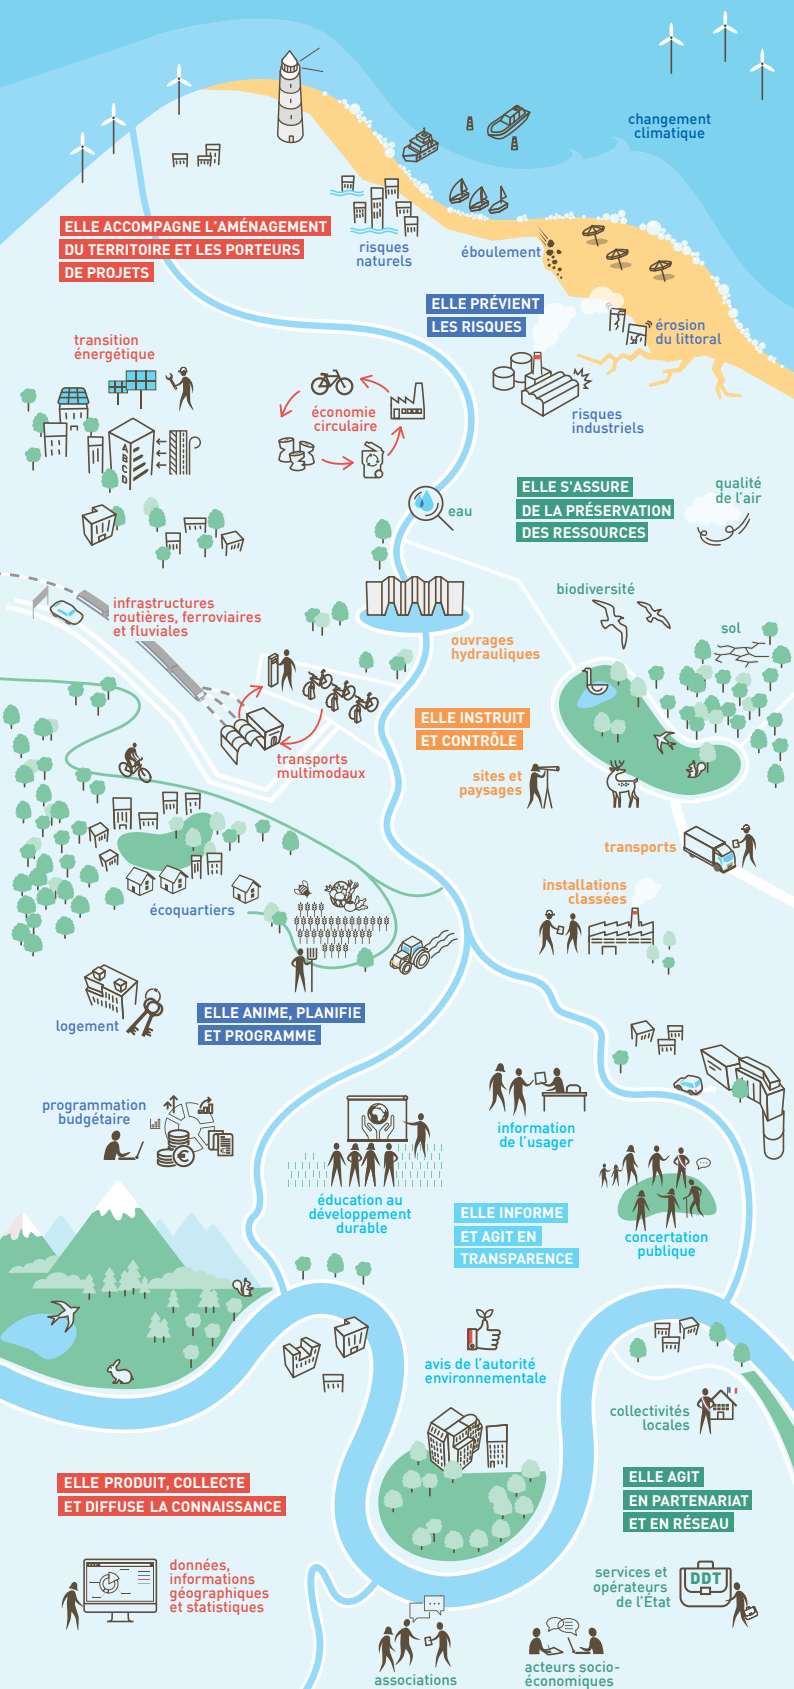 changement
climatique
ELLE ACCOMPAGNE L'AMÉNAGEMENT
DU TERRITOIRE ET LES PORTEURS
DE PROJETS
risques
naturels
éboulement
ELLE PRÉVIENT
LES RISQUES
érosion
du littoral
transition
énergétique
A
B
C
D
économie
circulaire
risques
industriels
ELLE S'ASSURE
DE LA PRÉSERVATION
DES RESSOURCES
qualité
de l'air
eau
biodiversité
sol
infrastructures
routières, ferroviaires
et fluviales
ouvrages
hydrauliques
ELLE INSTRUIT
ET CONTRÔLE
transports
multimodaux
sites et
paysages
transports
installations
classées
écoquartiers
logement
ELLE ANIME, PLANIFIE
ET PROGRAMME
programmation
budgétaire
€
information
de l'usager
éducation au
développement
durable
ELLE INFORME
ET AGIT EN
TRANSPARENCE
concertation
publique
avis de l'autorité
environnementale
collectivités
locales
ELLE PRODUIT, COLLECTE
ET DIFFUSE LA CONNAISSANCE
ELLE AGIT
EN PARTENARIAT
ET EN RÉSEAU
données,
informations
géographiques
et statistiques
services et
opérateurs
de l'État
DDT
associations
acteurs socio-
économiques